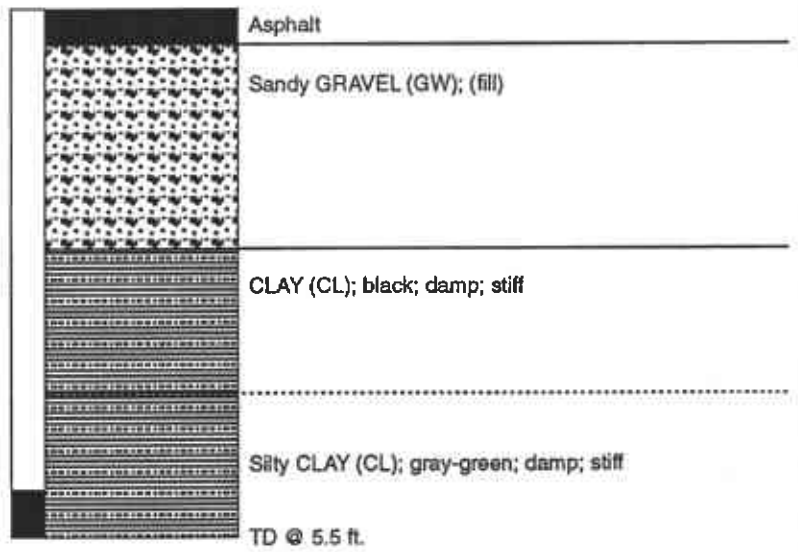 Asphalt
Sandy GRAVEL (GW); (fill)
CLAY (CL); black; damp; stiff
Silty CLAY (CL); gray-green; damp; stiff
TD @ 5.5 ft.